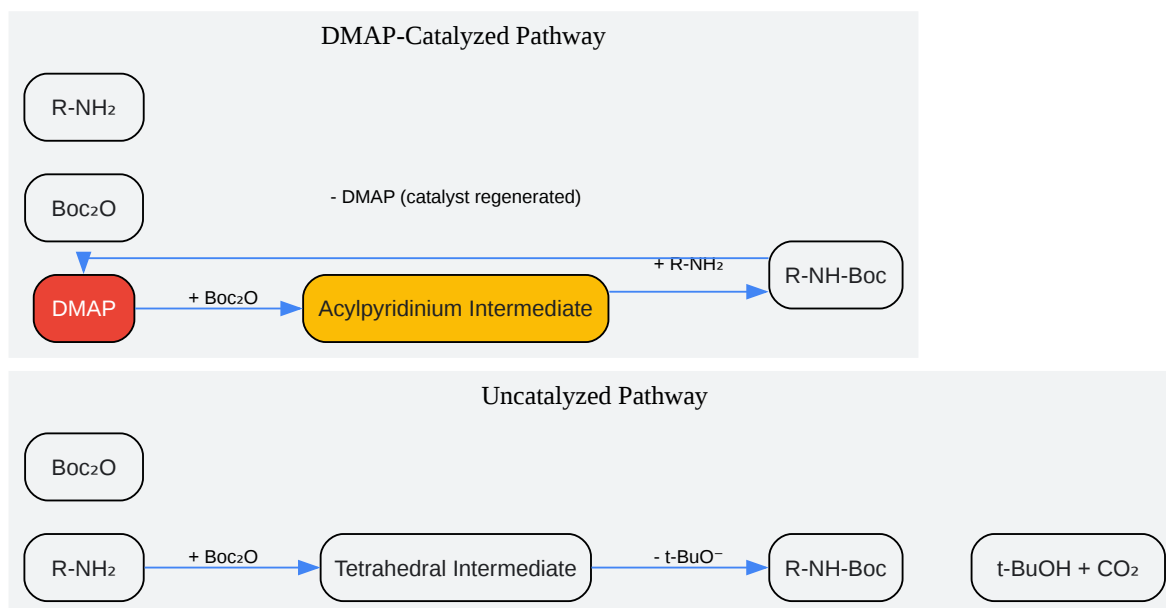 DMAP-Catalyzed Pathway
R-NH₂
Boc₂O
- DMAP (catalyst regenerated)
+ R-NH₂
R-NH-Boc
DMAP
+ Boc₂O
Acylpyridinium Intermediate
Uncatalyzed Pathway
Boc₂O
R-NH₂
+ Boc₂O
Tetrahedral Intermediate
- t-BuO⁻
R-NH-Boc
t-BuOH + CO₂